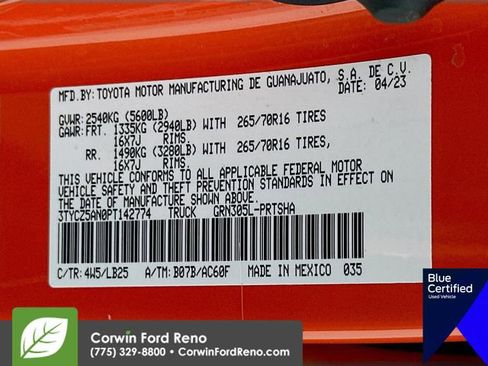 MFD.BY: TOYOTA MOTOR MANUFACTURING DE GUANAJUATO, S.A. DE C.V.
DATE: 04/23
GVWR: 2540KG (5600LB)
GAWR: FRT. 1335KG (2940LB) WITH 265/70R16 TIRES
16X7J RIMS,
RR. 1490KG (3280LB) WITH 265/70R16 TIRES,
16X7J RIMS.
THIS VEHICLE CONFORMS TO ALL APPLICABLE FEDERAL MOTOR
VEHICLE SAFETY AND THEFT PREVENTION STANDARDS IN EFFECT ON
THE DATE OF MANUFACTURE SHOWN ABOVE.
3TYCZ5AN0PT142774 TRUCK GRN305L-PRTSHA
C/TR: 4W5/LB25 A/TM: B07B/AC60F MADE IN MEXICO 035
Blue
Certified
Used Vehicle
Corwin Ford Reno
(775) 329-8800 • CorwinFordReno.com